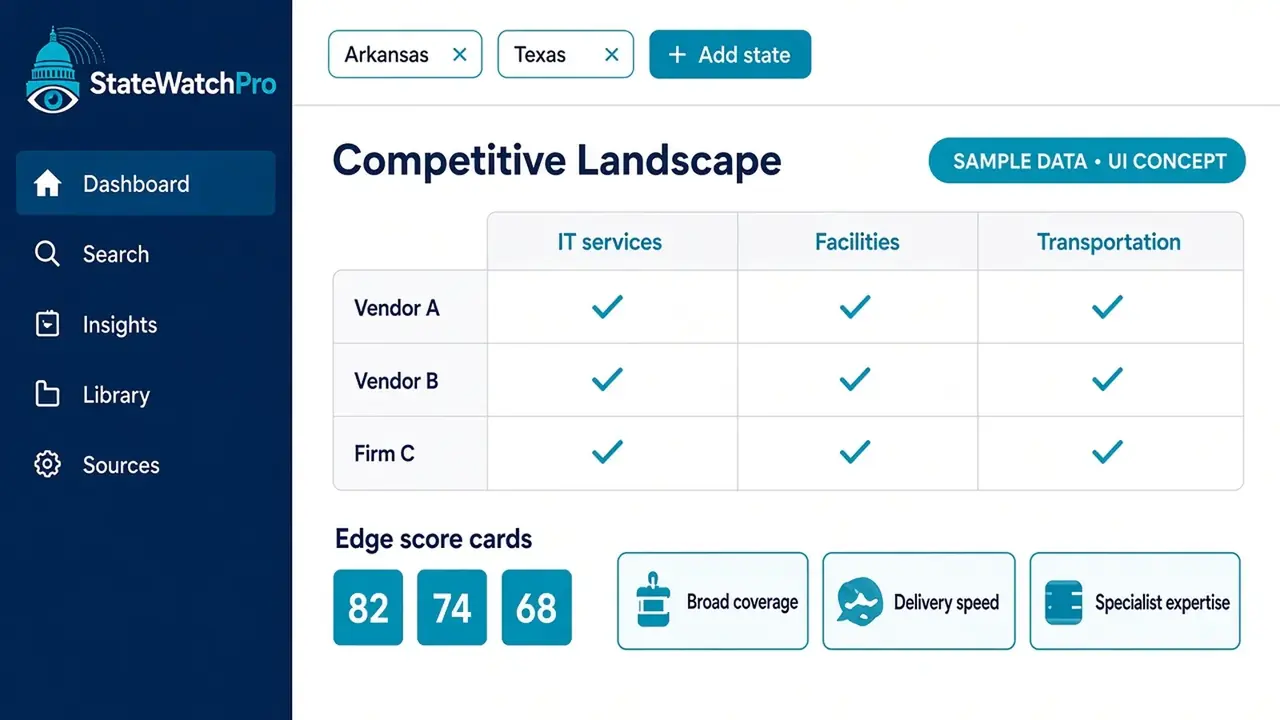 StateWatchPro
Dashboard
Search
Insights
Library
Sources
Arkansas
Texas
+ Add state
Competitive Landscape
SAMPLE DATA • UI CONCEPT
IT services Facilities Transportation
Vendor A
Vendor B
Firm C
Edge score cards
82 74 68
Broad coverage
Delivery speed
Specialist expertise